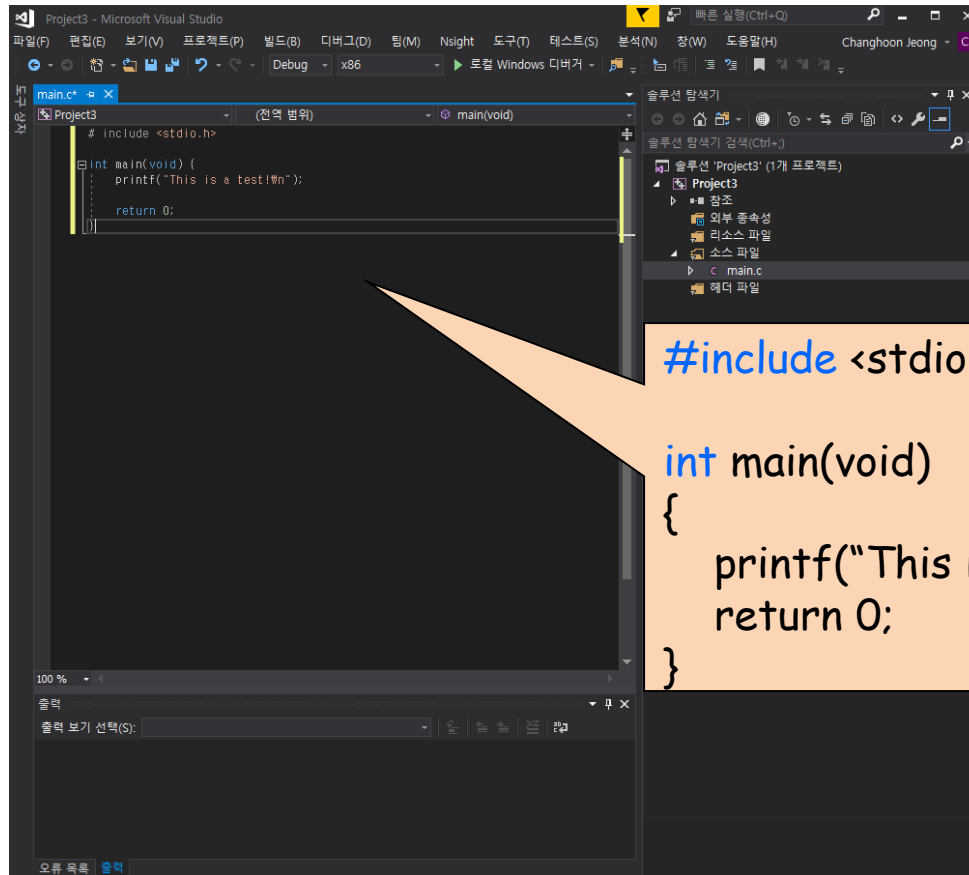 Project3 - Microsoft Visual Studio
빠른 실행(Ctrl+Q)
파일(F) 편집(E) 보기(V) 프로젝트(P) 빌드(B) 디버그(D) 팀(M) Nsight 도구(T) 테스트(S) 분석(N) 창(W) 도움말(H) Changhoon Jeong C
Debug x86 로컬 Windows 디버거
도구 상자
main.c*
Project3 (전역 범위) main(void)
# include <stdio.h>
int main(void) {
printf("This is a test!₩n");
return 0;
}
100 %
출력
출력 보기 선택(S):
오류 목록 출력
솔루션 탐색기
솔루션 탐색기 검색(Ctrl+;)
솔루션 'Project3' (1개 프로젝트)
Project3
참조
외부 종속성
리소스 파일
소스 파일
c main.c
헤더 파일
#include <stdio
int main(void)
{
printf(“This
return 0;
}